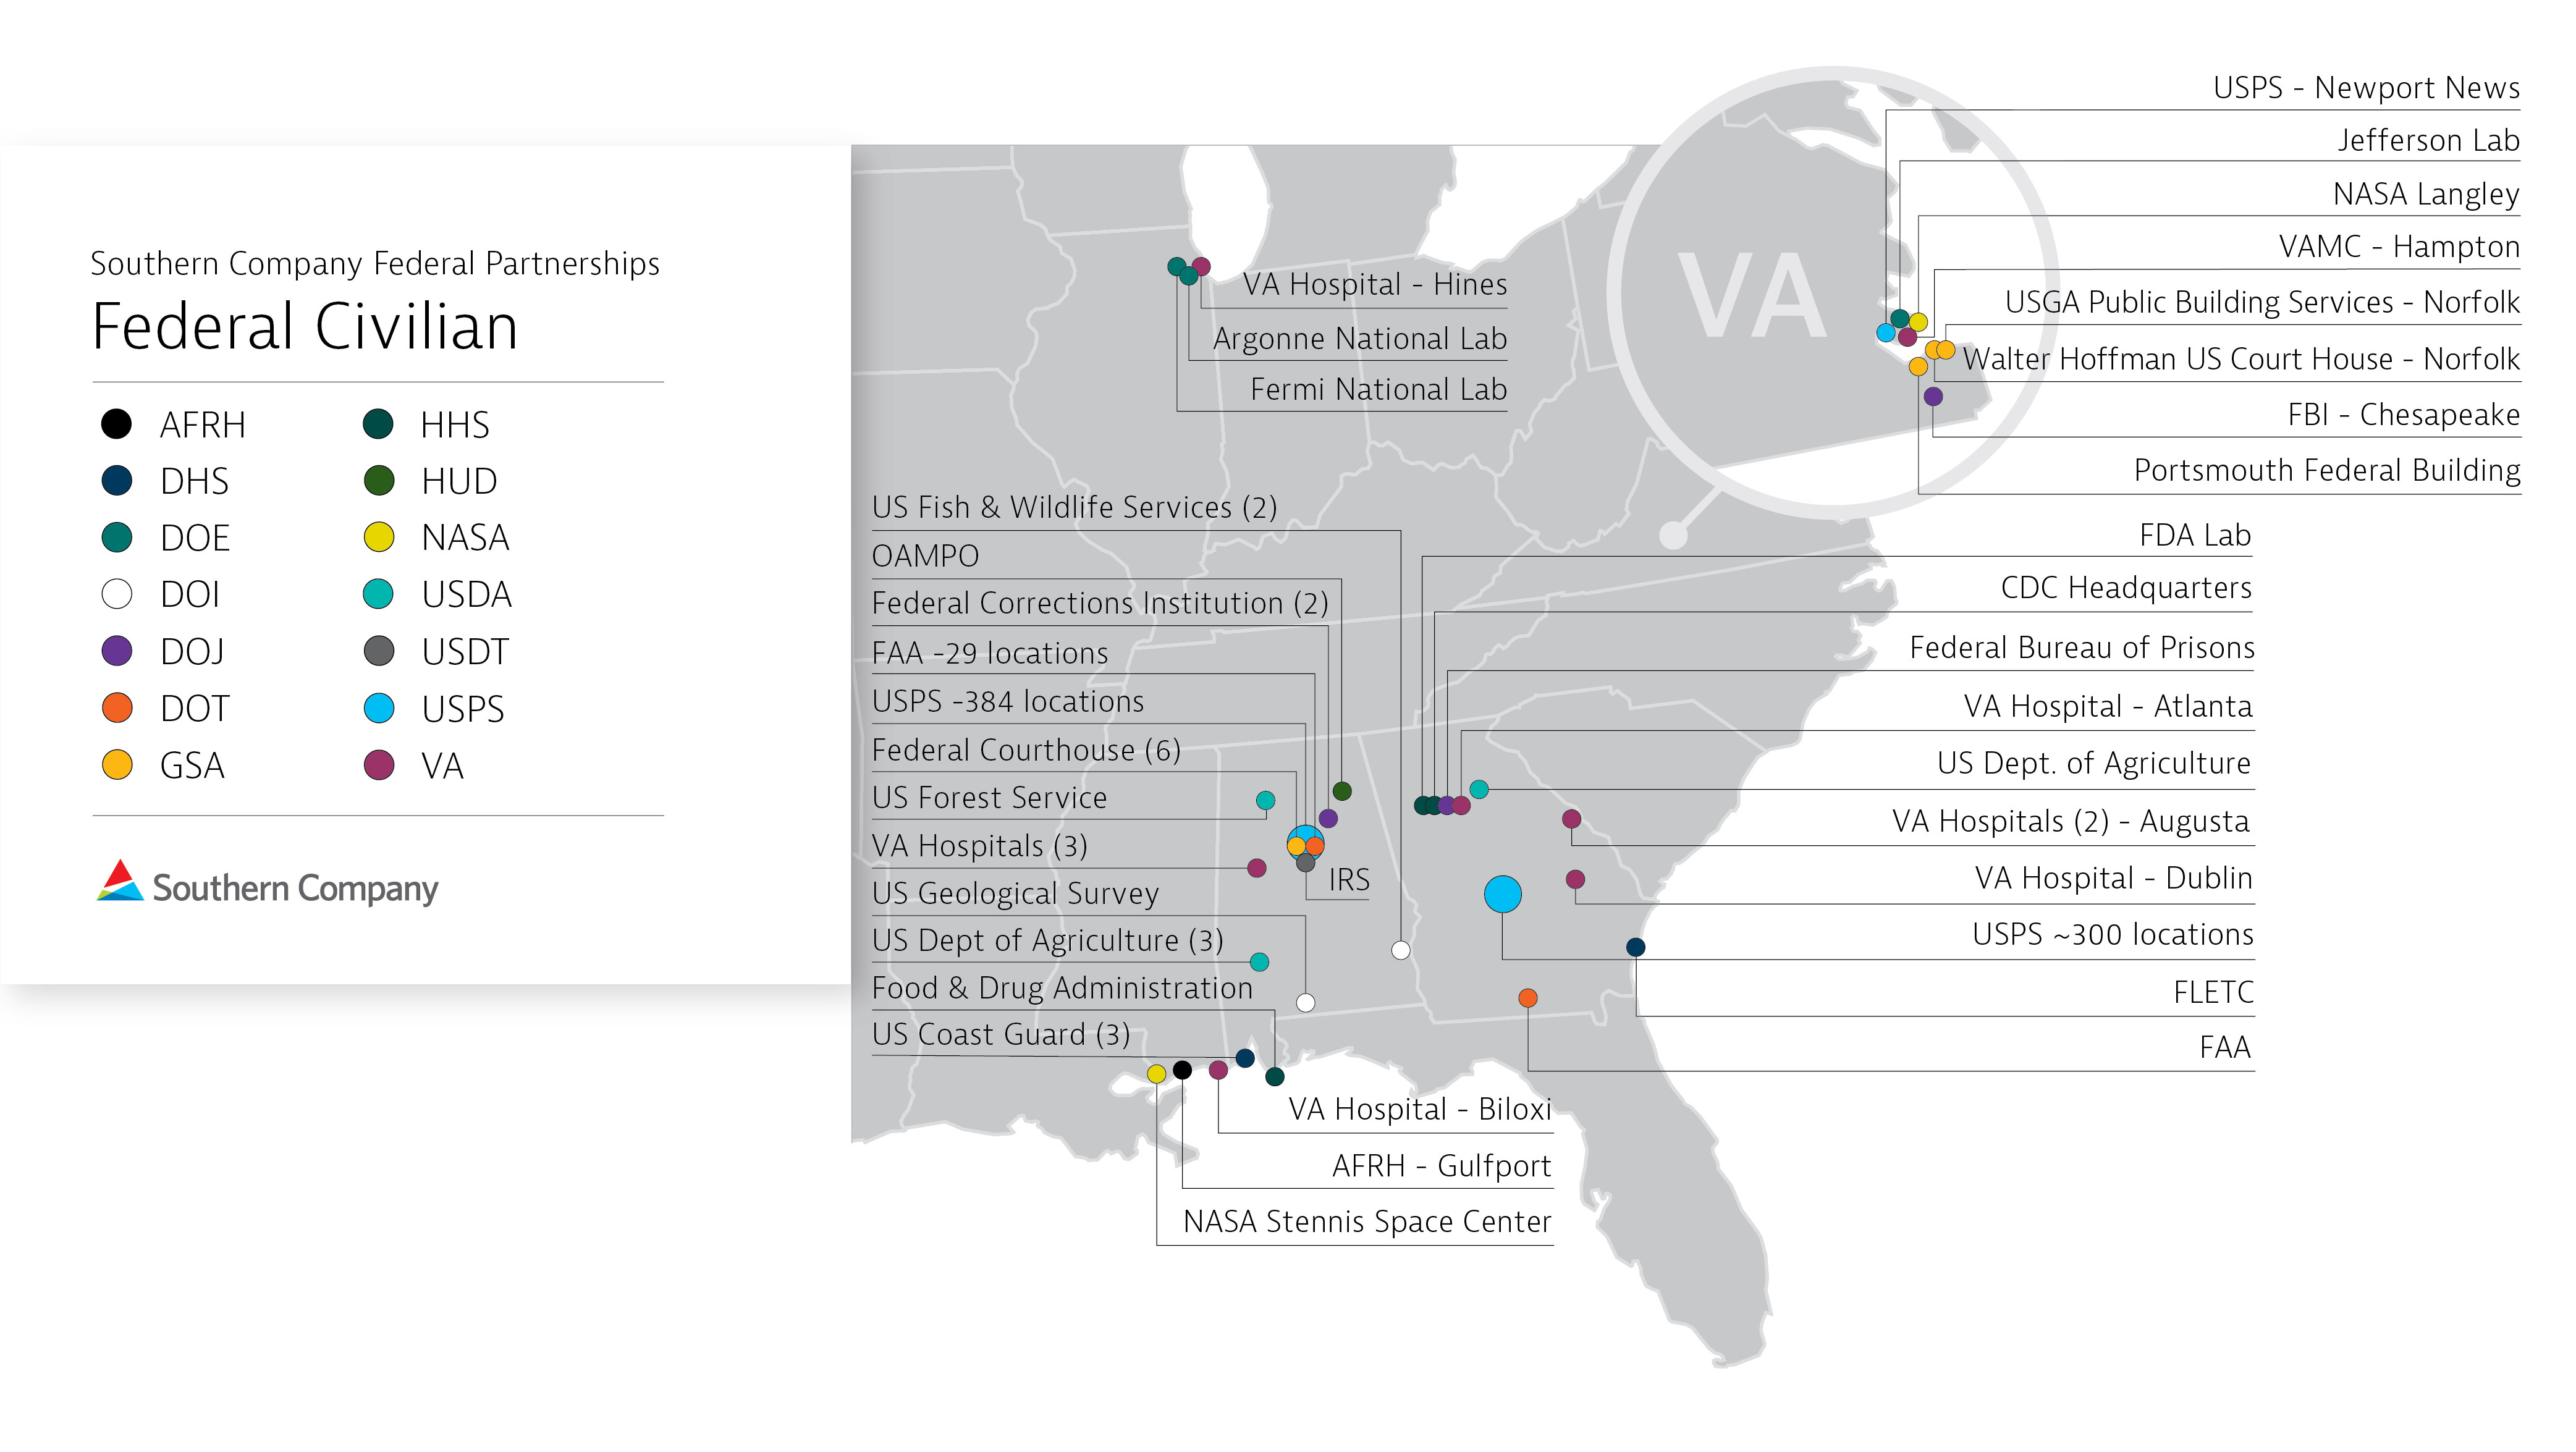 Southern Company Federal Partnerships
Federal Civilian
AFRH
DHS
DOE
DOI
DOJ
DOT
GSA
HHS
HUD
NASA
USDA
USDT
USPS
VA
Southern Company
VA Hospital - Hines
Argonne National Lab
Fermi National Lab
VA
USPS - Newport News
Jefferson Lab
NASA Langley
VAMC - Hampton
USGA Public Building Services - Norfolk
Walter Hoffman US Court House - Norfolk
FBI - Chesapeake
Portsmouth Federal Building
US Fish & Wildlife Services (2)
OAMPO
Federal Corrections Institution (2)
FAA -29 locations
USPS -384 locations
Federal Courthouse (6)
US Forest Service
VA Hospitals (3)
IRS
US Geological Survey
US Dept of Agriculture (3)
Food & Drug Administration
US Coast Guard (3)
FDA Lab
CDC Headquarters
Federal Bureau of Prisons
VA Hospital - Atlanta
US Dept. of Agriculture
VA Hospitals (2) - Augusta
VA Hospital - Dublin
USPS ~300 locations
FLETC
FAA
VA Hospital - Biloxi
AFRH - Gulfport
NASA Stennis Space Center